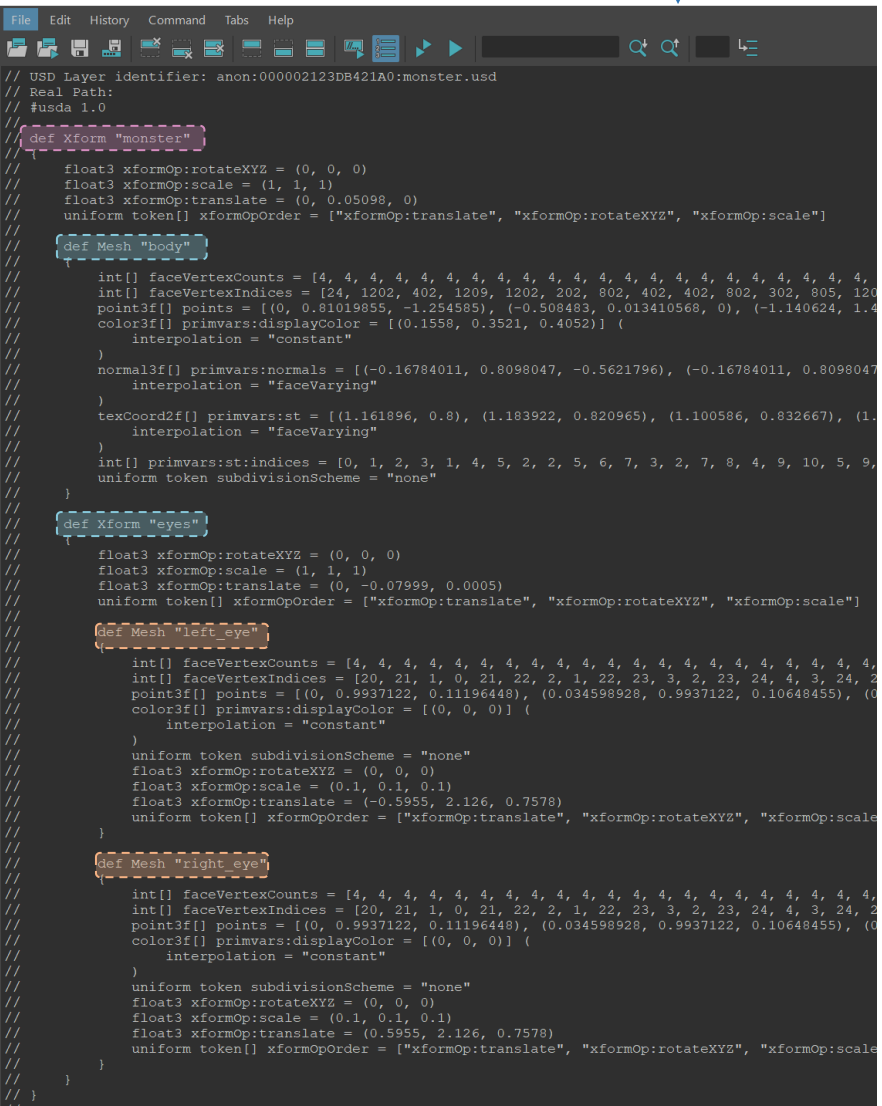 File Edit History Command Tabs Help
// USD Layer identifier: anon:000002123DB421A0:monster.usd
// Real Path:
// #usda 1.0
//
// def Xform "monster"
// {
//     float3 xformOp:rotateXYZ = (0, 0, 0)
//     float3 xformOp:scale = (1, 1, 1)
//     float3 xformOp:translate = (0, 0.05098, 0)
//     uniform token[] xformOpOrder = ["xformOp:translate", "xformOp:rotateXYZ", "xformOp:scale"]
//
//     def Mesh "body"
//     {
//         int[] faceVertexCounts = [4, 4, 4, 4, 4, 4, 4, 4, 4, 4, 4, 4, 4, 4, 4, 4, 4, 4, 4, 4, 4, 4,
//         int[] faceVertexIndices = [24, 1202, 402, 1209, 1202, 202, 802, 402, 402, 802, 302, 805, 120
//         point3f[] points = [(0, 0.81019855, -1.254585), (-0.508483, 0.013410568, 0), (-1.140624, 1.4
//         color3f[] primvars:displayColor = [(0.1558, 0.3521, 0.4052)] (
//             interpolation = "constant"
//         )
//         normal3f[] primvars:normals = [(-0.16784011, 0.8098047, -0.5621796), (-0.16784011, 0.8098047
//             interpolation = "faceVarying"
//         )
//         texCoord2f[] primvars:st = [(1.161896, 0.8), (1.183922, 0.820965), (1.100586, 0.832667), (1.
//             interpolation = "faceVarying"
//         )
//         int[] primvars:st:indices = [0, 1, 2, 3, 1, 4, 5, 2, 2, 5, 6, 7, 3, 2, 7, 8, 4, 9, 10, 5, 9,
//         uniform token subdivisionScheme = "none"
//     }
//
//     def Xform "eyes"
//     {
//         float3 xformOp:rotateXYZ = (0, 0, 0)
//         float3 xformOp:scale = (1, 1, 1)
//         float3 xformOp:translate = (0, -0.07999, 0.0005)
//         uniform token[] xformOpOrder = ["xformOp:translate", "xformOp:rotateXYZ", "xformOp:scale"]
//
//         def Mesh "left_eye"
//         {
//             int[] faceVertexCounts = [4, 4, 4, 4, 4, 4, 4, 4, 4, 4, 4, 4, 4, 4, 4, 4, 4, 4, 4, 4,
//             int[] faceVertexIndices = [20, 21, 1, 0, 21, 22, 2, 1, 22, 23, 3, 2, 23, 24, 4, 3, 24, 2
//             point3f[] points = [(0, 0.9937122, 0.11196448), (0.034598928, 0.9937122, 0.10648455), (0
//             color3f[] primvars:displayColor = [(0, 0, 0)] (
//                 interpolation = "constant"
//             )
//             uniform token subdivisionScheme = "none"
//             float3 xformOp:rotateXYZ = (0, 0, 0)
//             float3 xformOp:scale = (0.1, 0.1, 0.1)
//             float3 xformOp:translate = (-0.5955, 2.126, 0.7578)
//             uniform token[] xformOpOrder = ["xformOp:translate", "xformOp:rotateXYZ", "xformOp:scale
//         }
//
//         def Mesh "right_eye"
//         {
//             int[] faceVertexCounts = [4, 4, 4, 4, 4, 4, 4, 4, 4, 4, 4, 4, 4, 4, 4, 4, 4, 4, 4, 4,
//             int[] faceVertexIndices = [20, 21, 1, 0, 21, 22, 2, 1, 22, 23, 3, 2, 23, 24, 4, 3, 24, 2
//             point3f[] points = [(0, 0.9937122, 0.11196448), (0.034598928, 0.9937122, 0.10648455), (0
//             color3f[] primvars:displayColor = [(0, 0, 0)] (
//                 interpolation = "constant"
//             )
//             uniform token subdivisionScheme = "none"
//             float3 xformOp:rotateXYZ = (0, 0, 0)
//             float3 xformOp:scale = (0.1, 0.1, 0.1)
//             float3 xformOp:translate = (0.5955, 2.126, 0.7578)
//             uniform token[] xformOpOrder = ["xformOp:translate", "xformOp:rotateXYZ", "xformOp:scale
//         }
//     }
// }